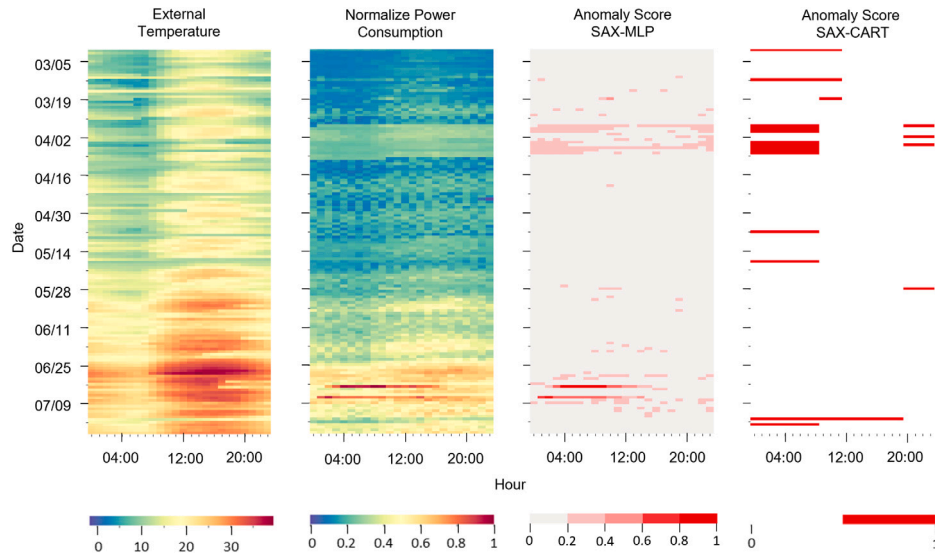 External
Temperature
Normalize Power
Consumption
Anomaly Score
SAX-MLP
Anomaly Score
SAX-CART
Date
03/05
03/19
04/02
04/16
04/30
05/14
05/28
06/11
06/25
07/09
04:00 12:00 20:00
04:00 12:00 20:00
04:00 12:00 20:00
04:00 12:00 20:00
Hour
0 10 20 30
0 0.2 0.4 0.6 0.8 1
0 0.2 0.4 0.6 0.8 1
0